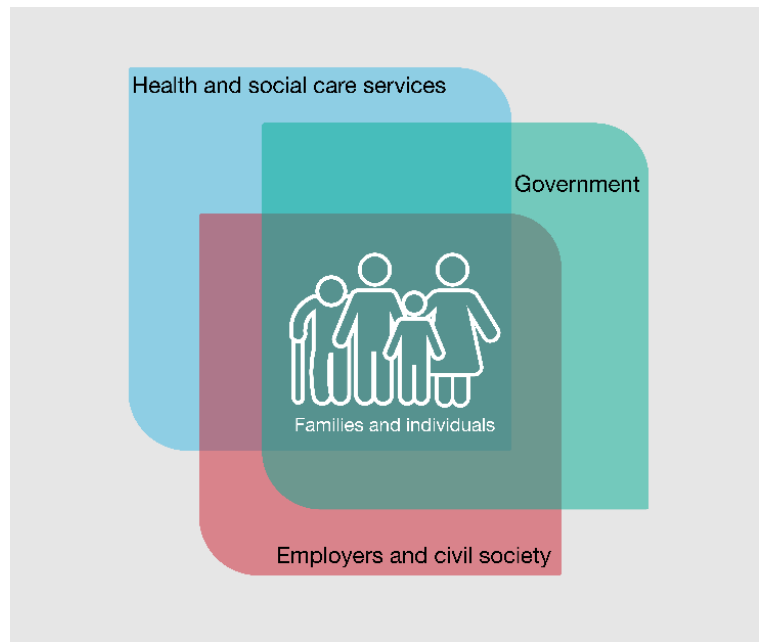 Health and social care services
Government
Families and individuals
Employers and civil society